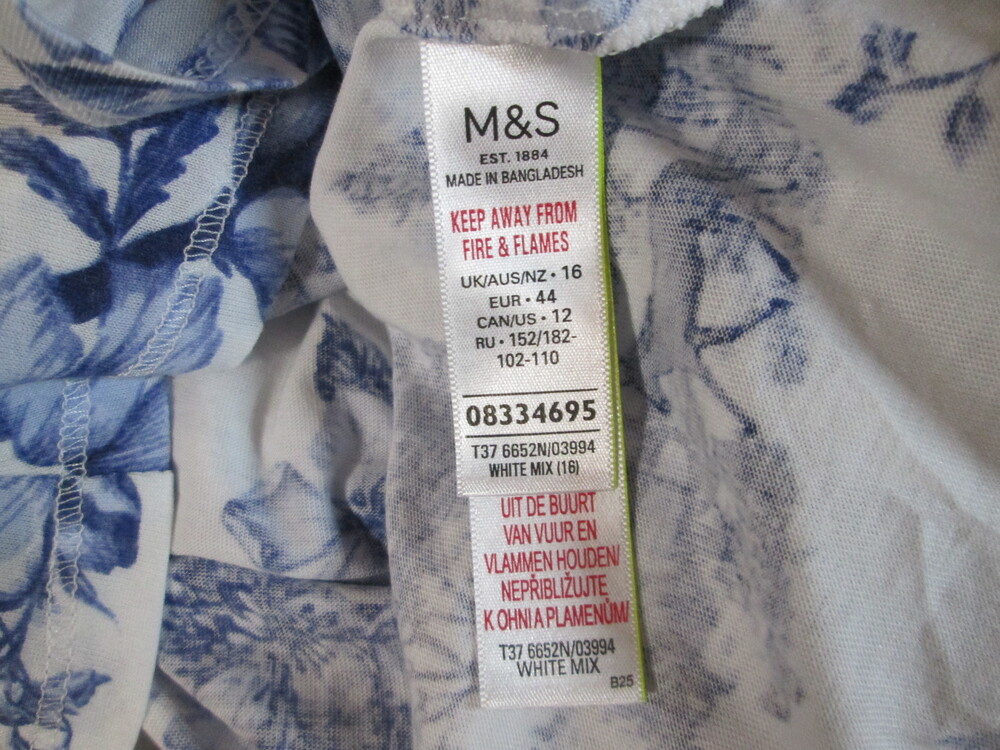 M&S
EST. 1884
MADE IN BANGLADESH
KEEP AWAY FROM
FIRE & FLAMES
UK/AUS/NZ • 16
EUR • 44
CAN/US • 12
RU • 152/182-
102-110
08334695
T37 6652N/03994
WHITE MIX (16)
UIT DE BUURT
VAN VUUR EN
VLAMMEN HOUDEN/
NEPŘIBLIŽUJTE
K OHNI A PLAMENŮM/
T37 6652N/03994
WHITE MIX
B25